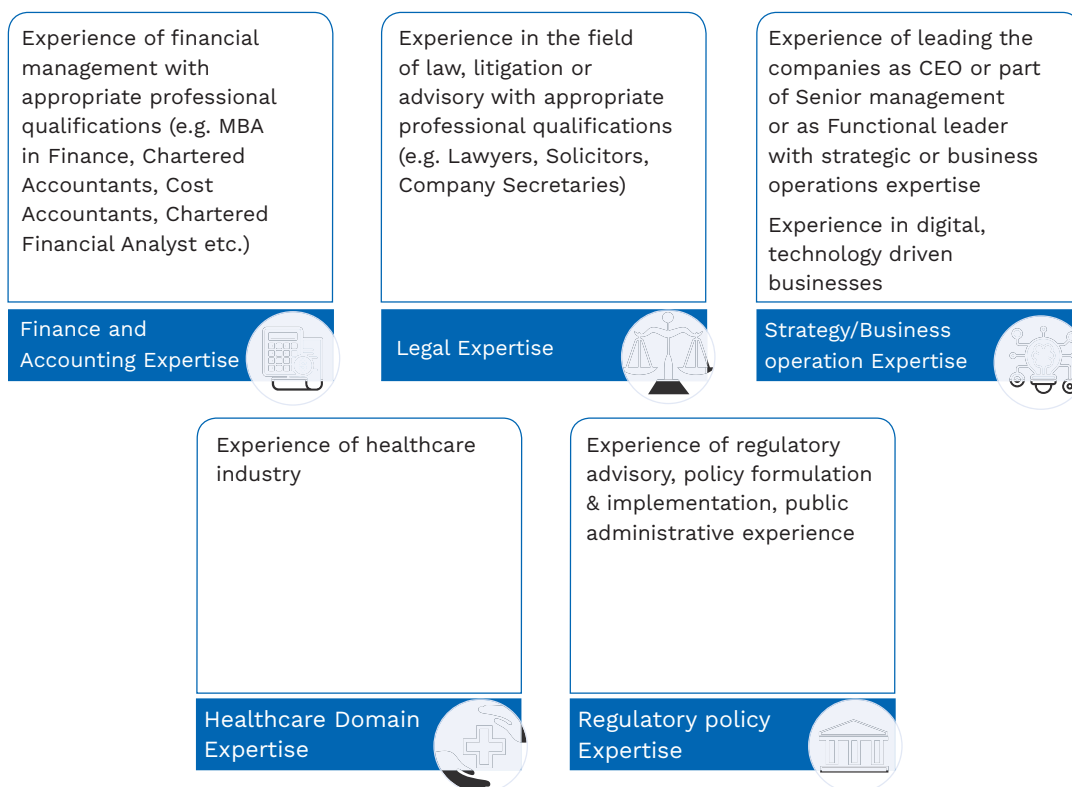 Experience of financial
management with
appropriate professional
qualifications (e.g. MBA
in Finance, Chartered
Accountants, Cost
Accountants, Chartered
Financial Analyst etc.)
Finance and
Accounting Expertise
Experience in the field
of law, litigation or
advisory with appropriate
professional qualifications
(e.g. Lawyers, Solicitors,
Company Secretaries)
Legal Expertise
Experience of leading the
companies as CEO or part
of Senior management
or as Functional leader
with strategic or business
operations expertise
Experience in digital,
technology driven
businesses
Strategy/Business
operation Expertise
Experience of healthcare
industry
Healthcare Domain
Expertise
Experience of regulatory
advisory, policy formulation
& implementation, public
administrative experience
Regulatory policy
Expertise